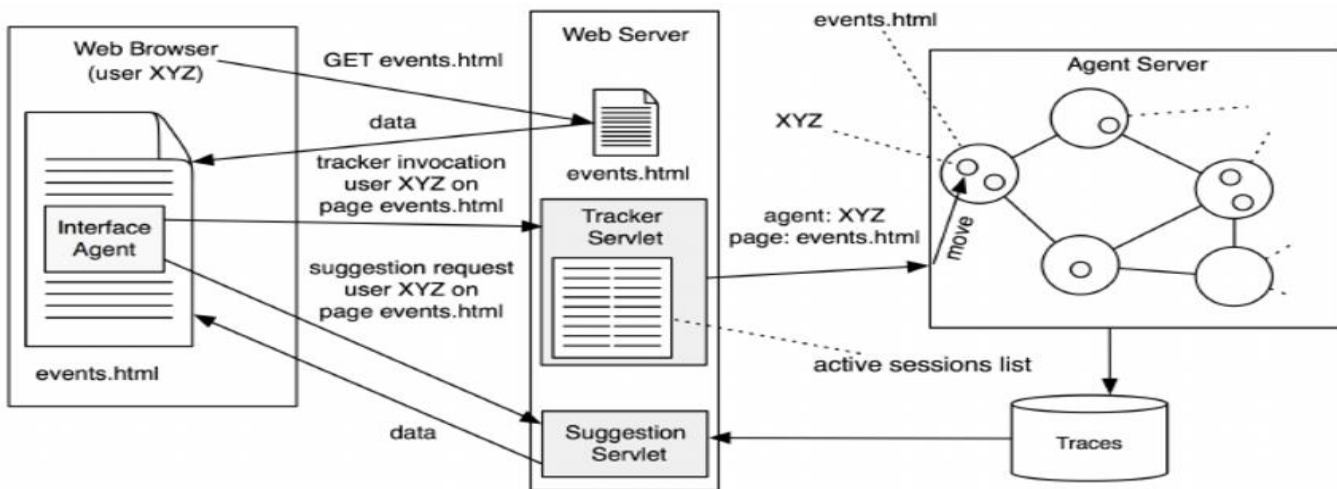 Web Browser
(user XYZ)
Interface
Agent
events.html
GET events.html
data
tracker invocation
user XYZ on
page events.html
suggestion request
user XYZ on
page events.html
data
Web Server
events.html
Tracker
Servlet
Suggestion
Servlet
agent: XYZ
page: events.html
active sessions list
events.html
XYZ
Agent Server
move
Traces